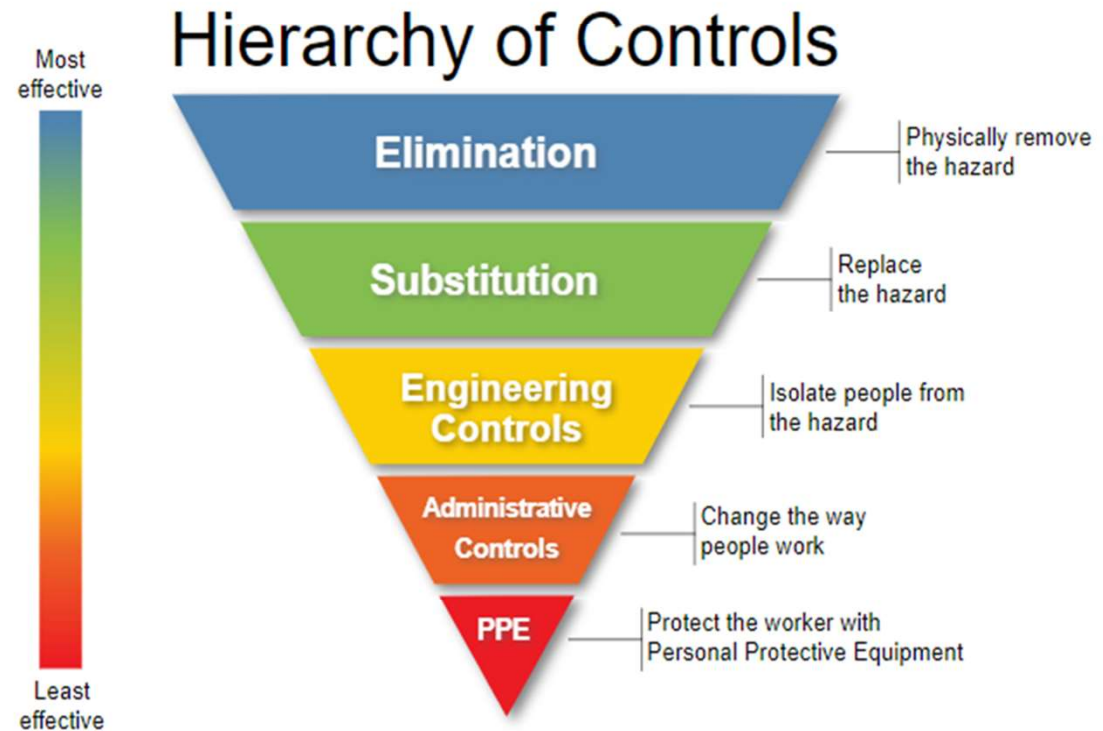 Hierarchy of Controls
Most
effective
Elimination
Physically remove
the hazard
Substitution
Replace
the hazard
Engineering
Controls
Isolate people from
the hazard
Administrative
Controls
Change the way
people work
PPE
Protect the worker with
Personal Protective Equipment
Least
effective